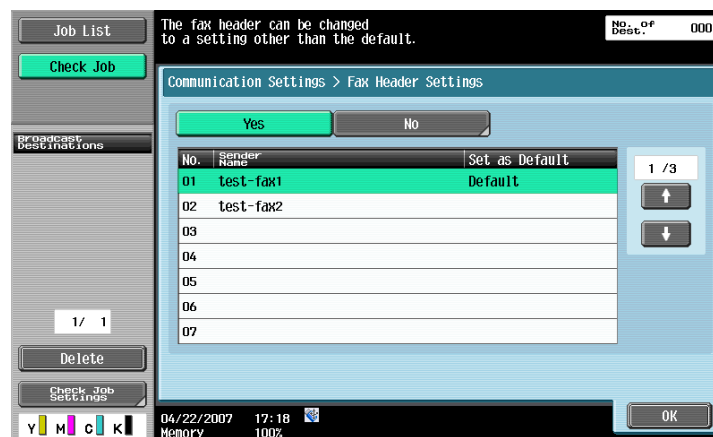 Job List
Check Job
Broadcast
Destinations
1/ 1
Delete
Check Job
Settings
Y M C K
The fax header can be changed
to a setting other than the default.
No. of
Dest. 000
Communication Settings > Fax Header Settings
Yes No
No. Sender
Name Set as Default
01 test-fax1 Default
02 test-fax2
03
04
05
06
07
1 /3
OK
04/22/2007 17:18
Memory 100%